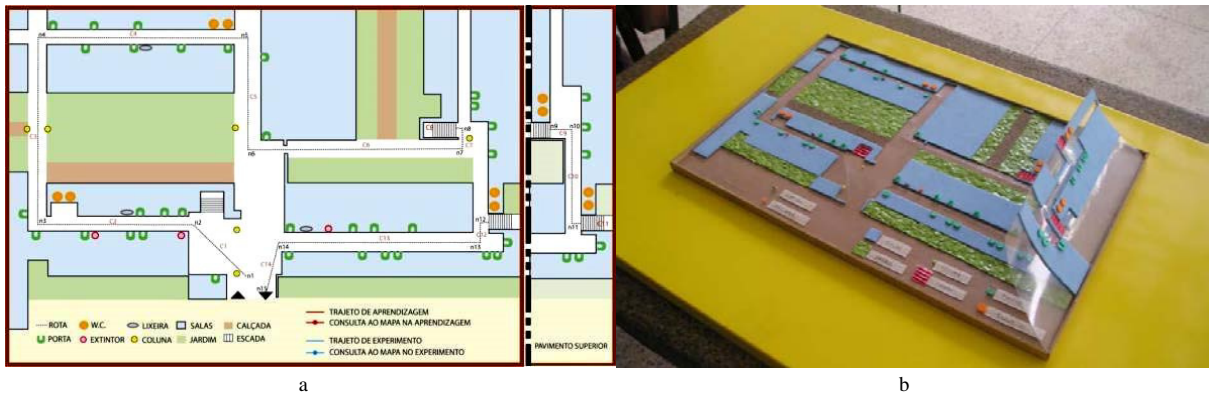 n4
C4
n5
C5
C3
n6
C6
n7
C7
n8
C8
n9
n10
C9
C10
n11
C11
n3
C2
n2
C1
n1
n12
C12
n13
C13
n14
C14
n15
ROTA
W.C.
LIXEIRA
SALAS
CALÇADA
PORTA
EXTINTOR
COLUNA
JARDIM
ESCADA
TRAJETO DE APRENDIZAGEM
CONSULTA AO MAPA NA APRENDIZAGEM
TRAJETO DE EXPERIMENTO
CONSULTA AO MAPA NO EXPERIMENTO
PAVIMENTO SUPERIOR
a
b